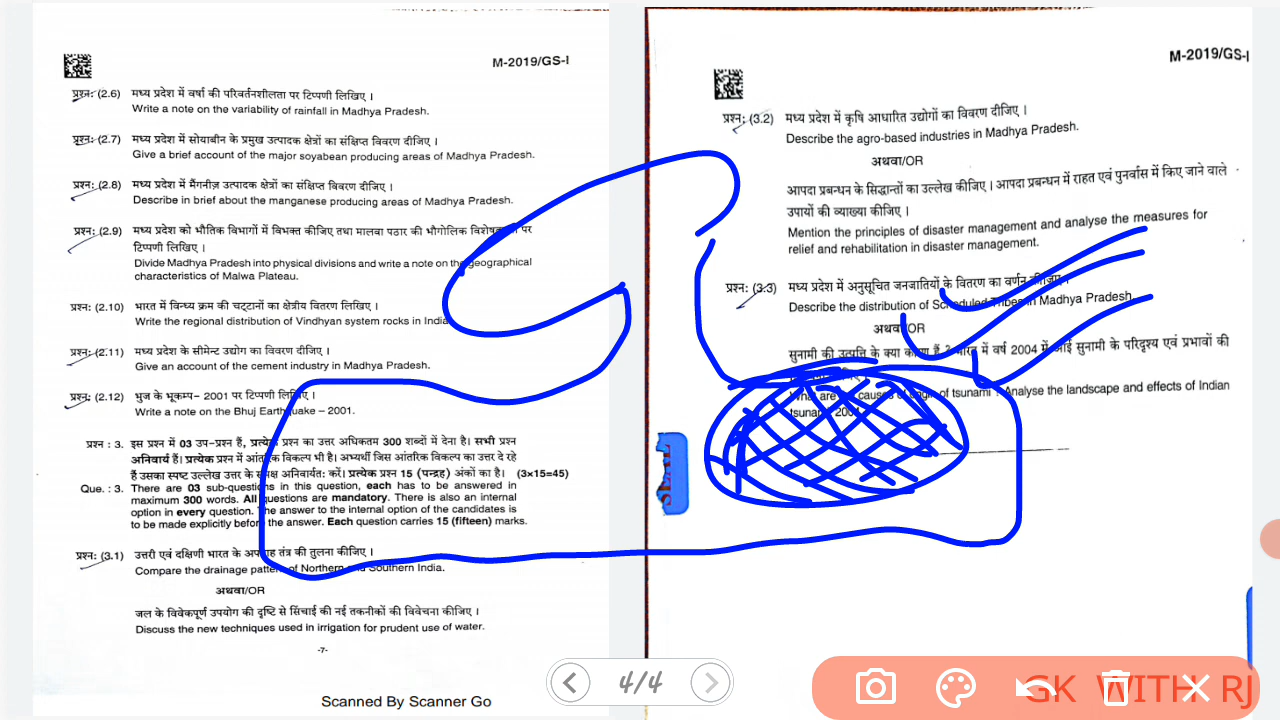 M-2019/GS-I
प्रश्न: (2.6) मध्य प्रदेश में वर्षा की परिवर्तनशीलता पर टिप्पणी लिखिए ।
Write a note on the variability of rainfall in Madhya Pradesh.
प्रश्न: (2.7) मध्य प्रदेश में सोयाबीन के प्रमुख उत्पादक क्षेत्रों का संक्षिप्त विवरण दीजिए ।
Give a brief account of the major soyabean producing areas of Madhya Pradesh.
प्रश्न: (2.8) मध्य प्रदेश में मैंगनीज़ उत्पादक क्षेत्रों का संक्षिप्त विवरण दीजिए ।
Describe in brief about the manganese producing areas of Madhya Pradesh.
प्रश्न: (2.9) मध्य प्रदेश को भौतिक विभागों में विभक्त कीजिए तथा मालवा पठार की भौगोलिक पर
टिप्पणी लिखिए ।
Divide Madhya Pradesh into physical divisions and write a note on the geographical
characteristics of Malwa Plateau.
प्रश्न: (2.10) भारत में विन्ध्य क्रम की चट्टानों का क्षेत्रीय वितरण लिखिए ।
Write the regional distribution of Vindhyan system rocks in India
प्रश्न: (2.11) मध्य प्रदेश के सीमेन्ट उद्योग का विवरण दीजिए ।
Give an account of the cement industry in Madhya Pradesh.
प्रश्न: (2.12) भुज के भूकम्प– 2001 पर टिप्पणी लिखिए ।
Write a note on the Bhuj Earthquake – 2001.
प्रश्न : 3. इस प्रश्न में 03 उप-प्रश्न हैं, प्रत्येक प्रश्न का उत्तर अधिकतम 300 शब्दों में देना है। सभी प्रश्न
अनिवार्य हैं। प्रत्येक प्रश्न में आंतरिक विकल्प भी है। अभ्यर्थी जिस आंतरिक विकल्प का उत्तर दे रहे
हैं उसका स्पष्ट उल्लेख उत्तर के समक्ष अनिवार्यत: करें। प्रत्येक प्रश्न 15 (पन्द्रह) अंकों का है। (3×15=45)
Que. : 3. There are 03 sub-questions in this question, each has to be answered in
maximum 300 words. All questions are mandatory. There is also an internal
option in every question. The answer to the internal option of the candidates is
to be made explicitly before the answer. Each question carries 15 (fifteen) marks.
प्रश्न: (3.1) उत्तरी एवं दक्षिणी भारत के अपवाह तंत्र की तुलना कीजिए ।
Compare the drainage pattern of Northern and Southern India.
अथवा/OR
जल के विवेकपूर्ण उपयोग की दृष्टि से सिंचाई की नई तकनीकों की विवेचना कीजिए ।
Discuss the new techniques used in irrigation for prudent use of water.
-7-
Scanned By Scanner Go
M-2019/GS-I
प्रश्न: (3.2) मध्य प्रदेश में कृषि आधारित उद्योगों का विवरण दीजिए ।
Describe the agro-based industries in Madhya Pradesh.
अथवा/OR
आपदा प्रबन्धन के सिद्धान्तों का उल्लेख कीजिए । आपदा प्रबन्धन में राहत एवं पुनर्वास में किए जाने वाले
उपायों की व्याख्या कीजिए ।
Mention the principles of disaster management and analyse the measures for
relief and rehabilitation in disaster management.
प्रश्न: (3.3) मध्य प्रदेश में अनुसूचित जनजातियों के वितरण का वर्णन कीजिए ।
Describe the distribution of Scheduled Tribes in Madhya Pradesh.
अथवा/OR
सुनामी की उत्पत्ति के क्या कारण हैं ? भारत में वर्ष 2004 में आई सुनामी के परिदृश्य एवं प्रभावों की
What are causes of origin of tsunami ? Analyse the landscape and effects of Indian
tsunami 2004
4/4
GK WITH RJ